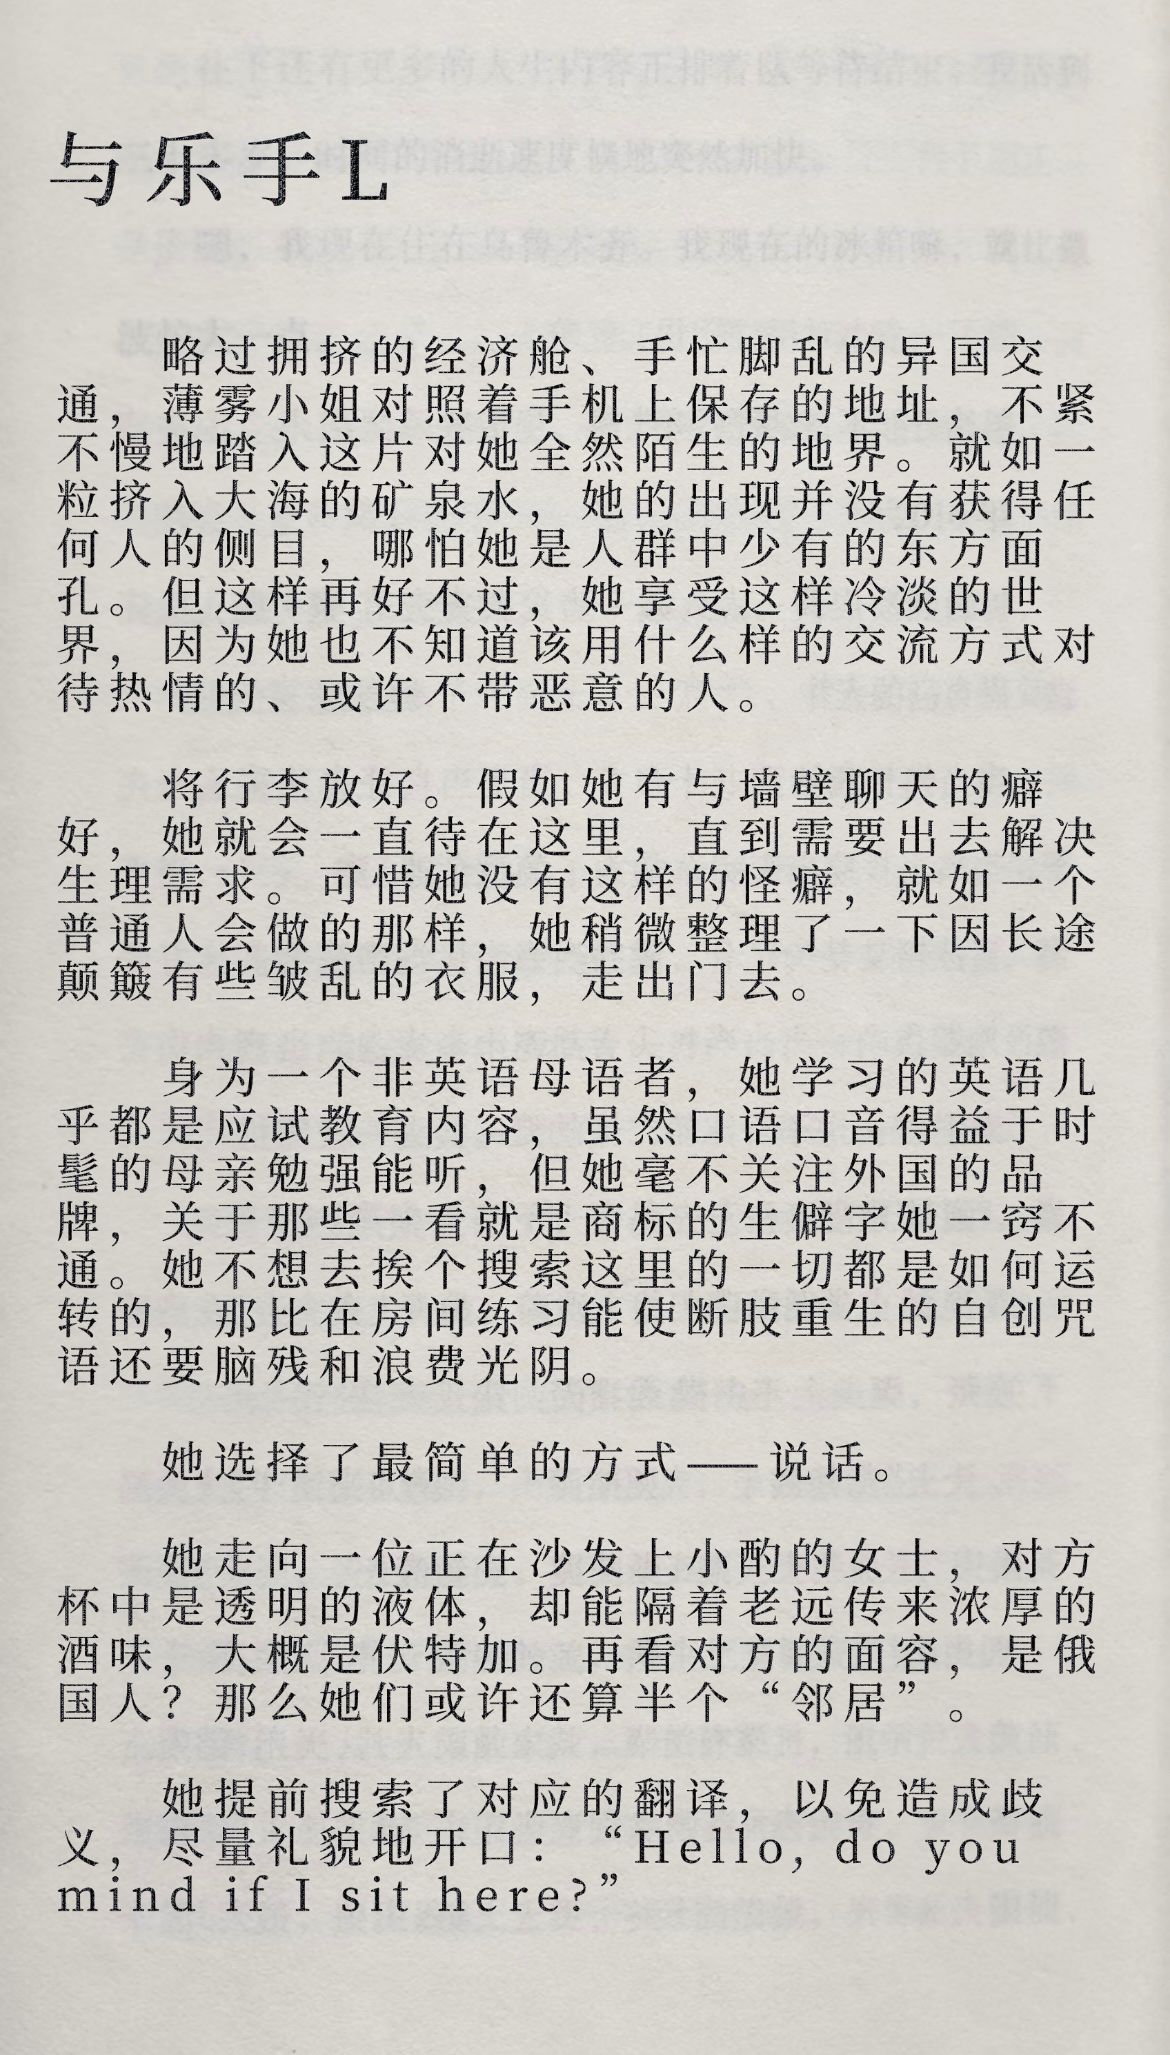 与乐手L
略过拥挤的经济舱、手忙脚乱的异国交
通，薄雾小姐对照着手机上保存的地址，不紧
不慢地踏入这片对她全然陌生的地界。就如一
粒挤入大海的矿泉水，她的出现并没有获得任
何人的侧目，哪怕她是人群中少有的东方面
孔。但这样再好不过，她享受这样冷淡的世
界，因为她也不知道该用什么样的交流方式对
待热情的、或许不带恶意的人。
将行李放好。假如她有与墙壁聊天的癖
好，她就会一直待在这里，直到需要出去解决
生理需求。可惜她没有这样的怪癖，就如一个
普通人会做的那样，她稍微整理了一下因长途
颠簸有些皱乱的衣服，走出门去。
身为一个非英语母语者，她学习的英语几
乎都是应试教育内容，虽然口语口音得益于时
髦的母亲勉强能听，但她毫不关注外国的品
牌，关于那些一看就是商标的生僻字她一窍不
通。她不想去挨个搜索这里的一切都是如何运
转的，那比在房间练习能使断肢重生的自创咒
语还要脑残和浪费光阴。
她选择了最简单的方式——说话。
她走向一位正在沙发上小酌的女士，对方
杯中是透明的液体，却能隔着老远传来浓厚的
酒味，大概是伏特加。再看对方的面容，是俄
国人？那么她们或许还算半个“邻居”。
她提前搜索了对应的翻译，以免造成歧
义，尽量礼貌地开口：“Hello, do you
mind if I sit here?”